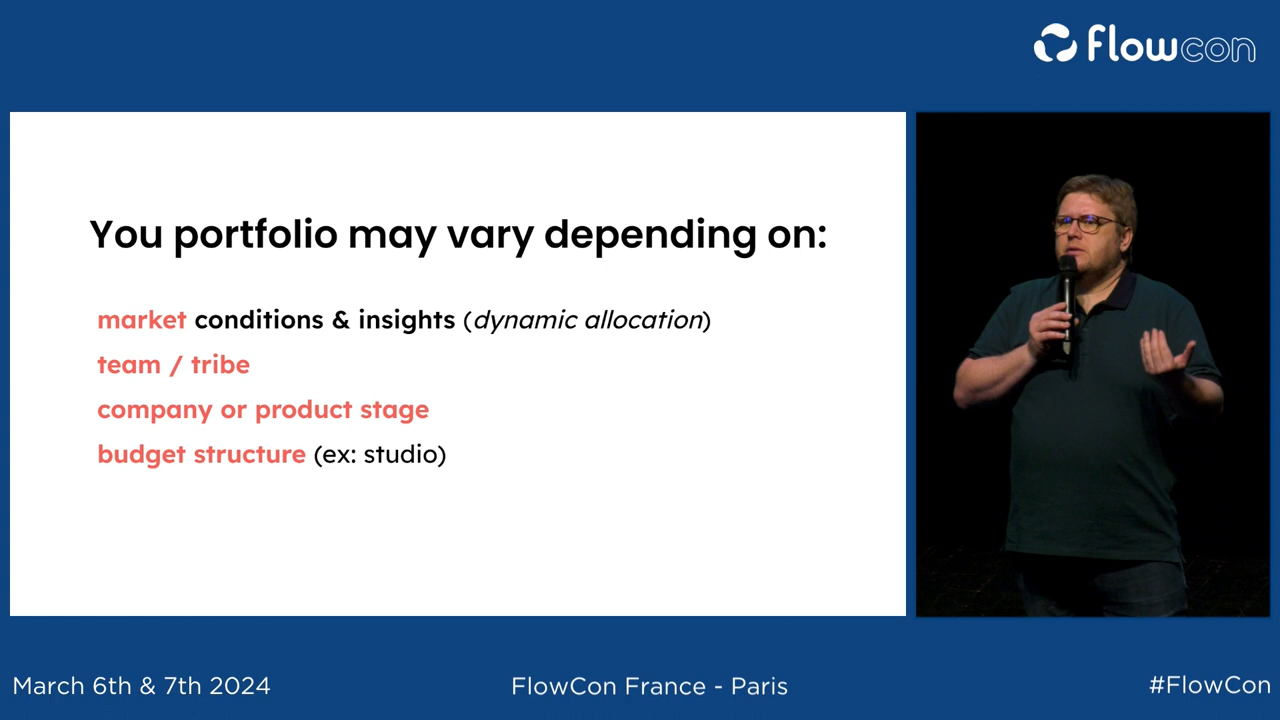 flowcon
You portfolio may vary depending on:
market conditions & insights (dynamic allocation)
team / tribe
company or product stage
budget structure (ex: studio)
March 6th & 7th 2024
FlowCon France - Paris
#FlowCon